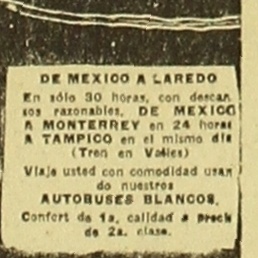 DE MEXICO A LAREDO
En sólo 30 horas, con descan
sos razonables, DE MEXICO
A MONTERREY en 24 horas
A TAMPICO en el mismo día
(Tren en Valles)
Viaje usted con comodidad usan
do nuestros
AUTOBUSES BLANCOS.
Confort de 1a. calidad a precio
de 2a. clase.